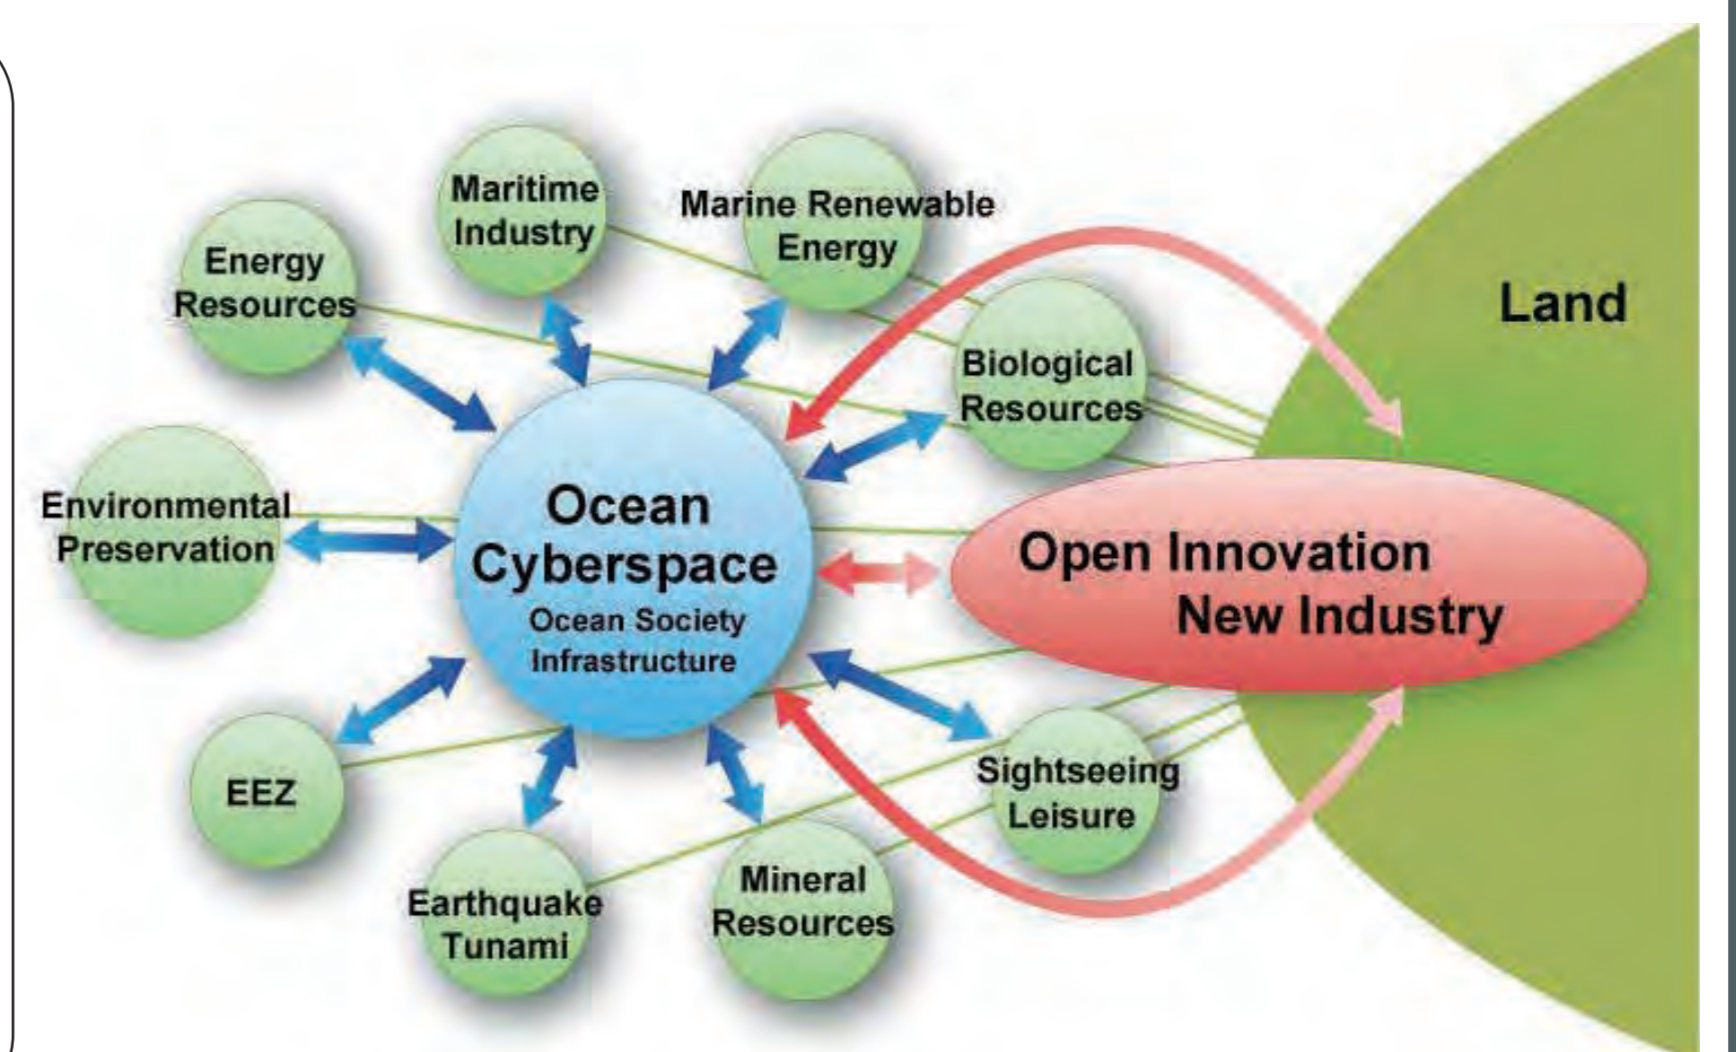 Maritime
Industry
Marine Renewable
Energy
Energy
Resources
Land
Biological
Resources
Environmental
Preservation
Ocean
Cyberspace
Ocean Society
Infrastructure
Open Innovation
New Industry
EEZ
Sightseeing
Leisure
Earthquake
Tunami
Mineral
Resources